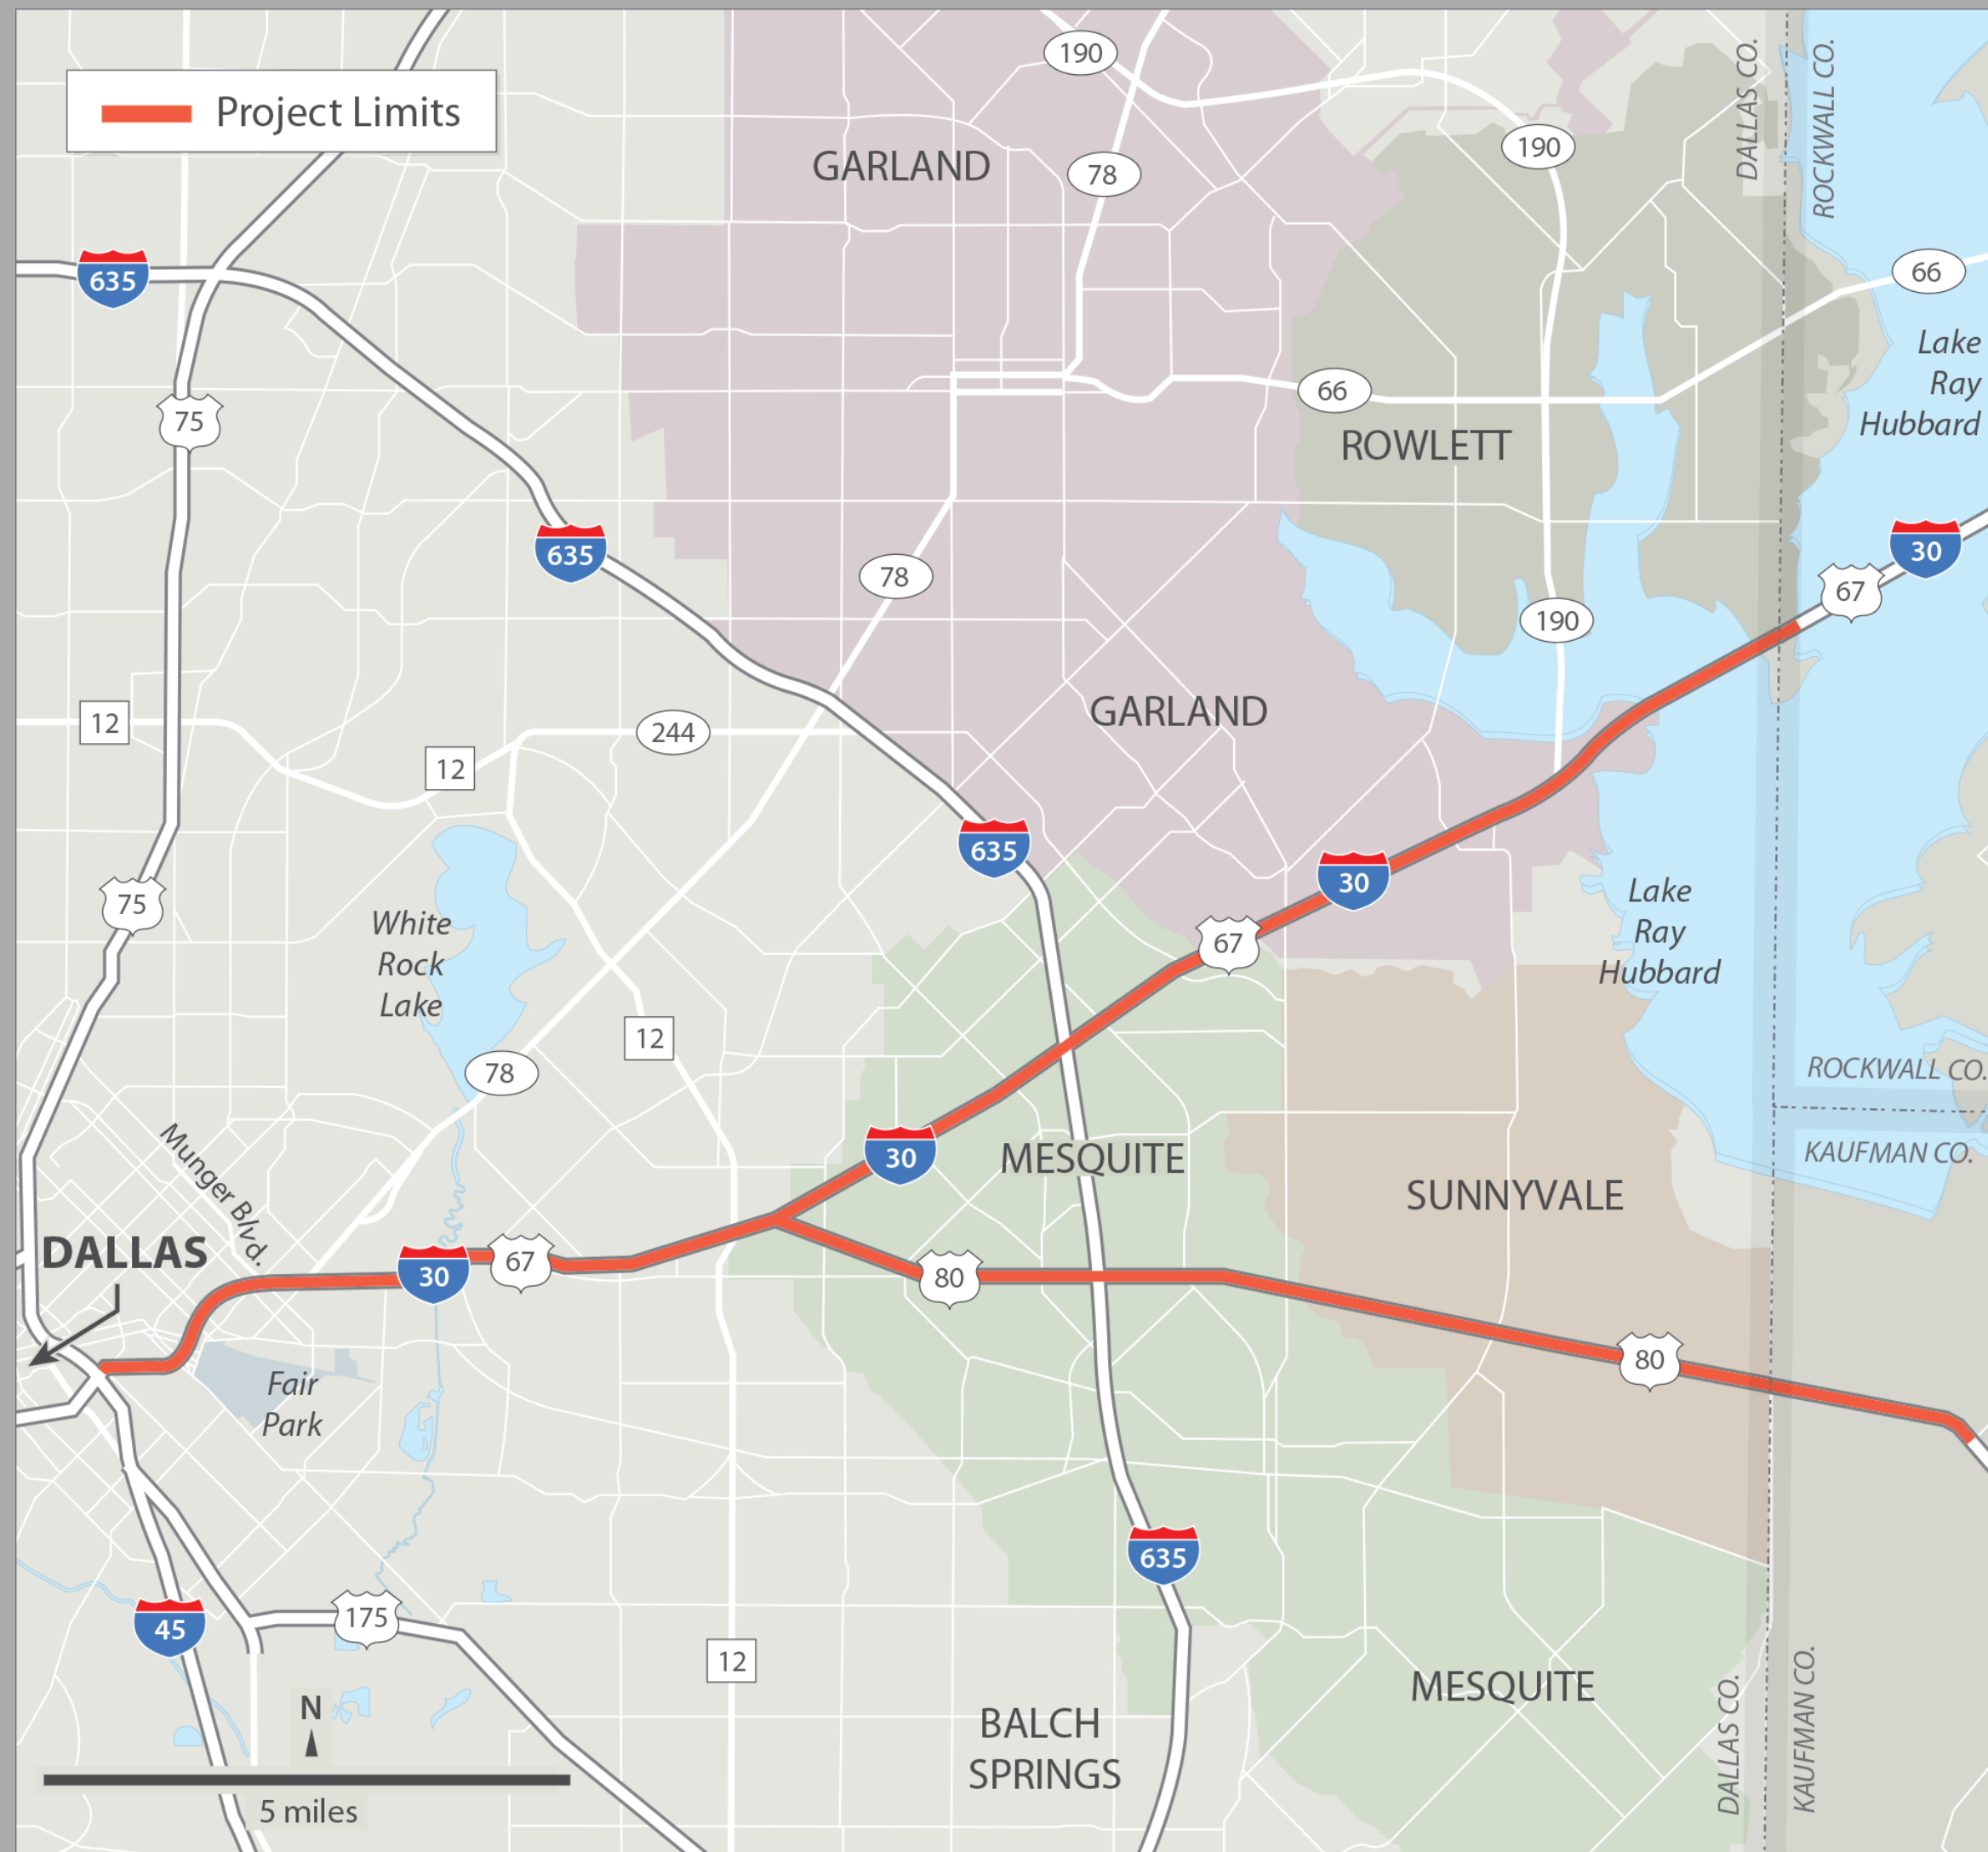 Project Limits
190
DALLAS CO.
ROCKWALL CO.
190
GARLAND
78
635
66
Lake
Ray
Hubbard
75
66
ROWLETT
635
30
78
67
190
12
244
GARLAND
12
635
30
75
White
Rock
Lake
67
Lake
Ray
Hubbard
12
78
ROCKWALL CO.
KAUFMAN CO.
Munger Blvd.
30
MESQUITE
SUNNYVALE
DALLAS
30
67
80
80
Fair
Park
635
45
175
12
MESQUITE
N
BALCH
SPRINGS
DALLAS CO.
KAUFMAN CO.
5 miles